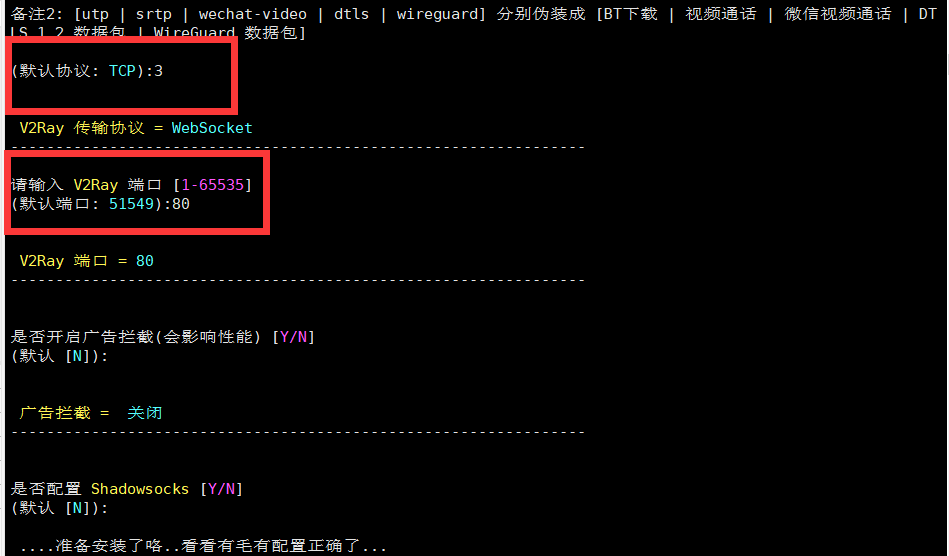 备注2: [utp | srtp | wechat-video | dtls | wireguard] 分别伪装成 [BT下载 | 视频通话 | 微信视频通话 | DT
LS 1.2 数据包 | WireGuard 数据包]
(默认协议: TCP):3
V2Ray 传输协议 = WebSocket
---------------------------------------------------------------
请输入 V2Ray 端口 [1-65535]
(默认端口: 51549):80
V2Ray 端口 = 80
---------------------------------------------------------------
是否开启广告拦截(会影响性能) [Y/N]
(默认 [N]):
广告拦截 = 关闭
---------------------------------------------------------------
是否配置 Shadowsocks [Y/N]
(默认 [N]):
....准备安装了咯..看看有毛有配置正确了...